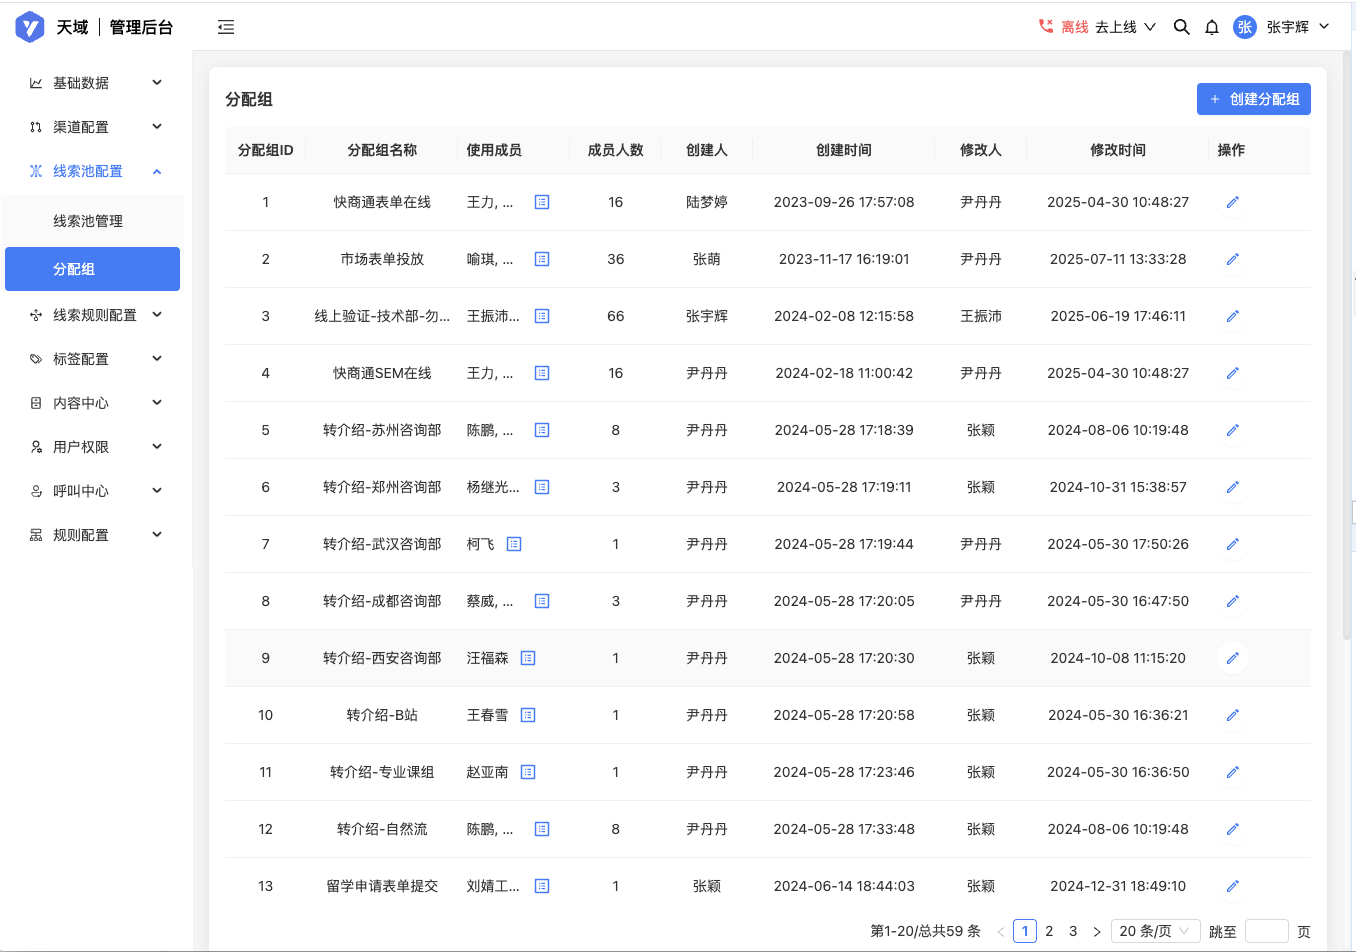 天域 | 管理后台
离线 去上线
张 张宇辉
基础数据
渠道配置
线索池配置
线索池管理
分配组
线索规则配置
标签配置
内容中心
用户权限
呼叫中心
规则配置
分配组
+ 创建分配组
分配组ID 分配组名称 使用成员 成员人数 创建人 创建时间 修改人 修改时间 操作
1 快商通表单在线 王力, ... 16 陆梦婷 2023-09-26 17:57:08 尹丹丹 2025-04-30 10:48:27
2 市场表单投放 喻琪, ... 36 张萌 2023-11-17 16:19:01 尹丹丹 2025-07-11 13:33:28
3 线上验证-技术部-勿... 王振沛... 66 张宇辉 2024-02-08 12:15:58 王振沛 2025-06-19 17:46:11
4 快商通SEM在线 王力, ... 16 尹丹丹 2024-02-18 11:00:42 尹丹丹 2025-04-30 10:48:27
5 转介绍-苏州咨询部 陈鹏, ... 8 尹丹丹 2024-05-28 17:18:39 张颖 2024-08-06 10:19:48
6 转介绍-郑州咨询部 杨继光... 3 尹丹丹 2024-05-28 17:19:11 张颖 2024-10-31 15:38:57
7 转介绍-武汉咨询部 柯飞 1 尹丹丹 2024-05-28 17:19:44 尹丹丹 2024-05-30 17:50:26
8 转介绍-成都咨询部 蔡威, ... 3 尹丹丹 2024-05-28 17:20:05 尹丹丹 2024-05-30 16:47:50
9 转介绍-西安咨询部 汪福森 1 尹丹丹 2024-05-28 17:20:30 张颖 2024-10-08 11:15:20
10 转介绍-B站 王春雪 1 尹丹丹 2024-05-28 17:20:58 张颖 2024-05-30 16:36:21
11 转介绍-专业课组 赵亚南 1 尹丹丹 2024-05-28 17:23:46 张颖 2024-05-30 16:36:50
12 转介绍-自然流 陈鹏, ... 8 尹丹丹 2024-05-28 17:33:48 张颖 2024-08-06 10:19:48
13 留学申请表单提交 刘婧工... 1 张颖 2024-06-14 18:44:03 张颖 2024-12-31 18:49:10
第1-20/总共59 条 < 1 2 3 > 20 条/页 跳至 页